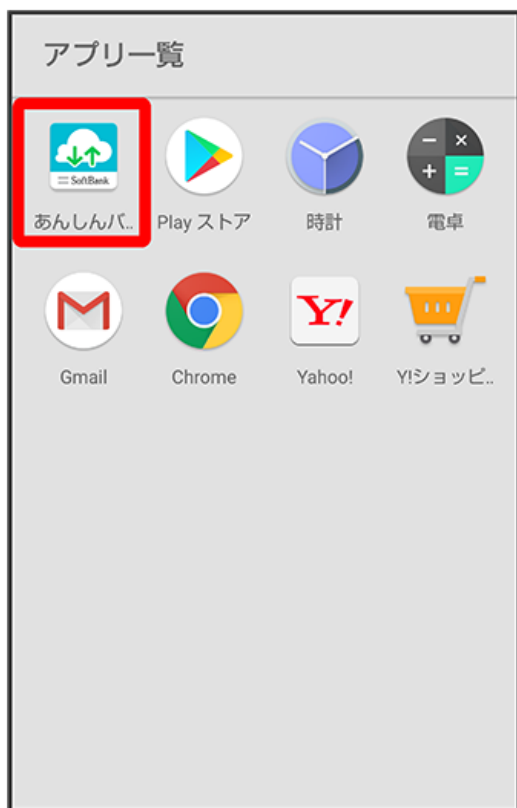 アプリ一覧
SoftBank
あんしんバ..
Play ストア
時計
電卓
Y!
Gmail
Chrome
Yahoo!
Y!ショッピ..